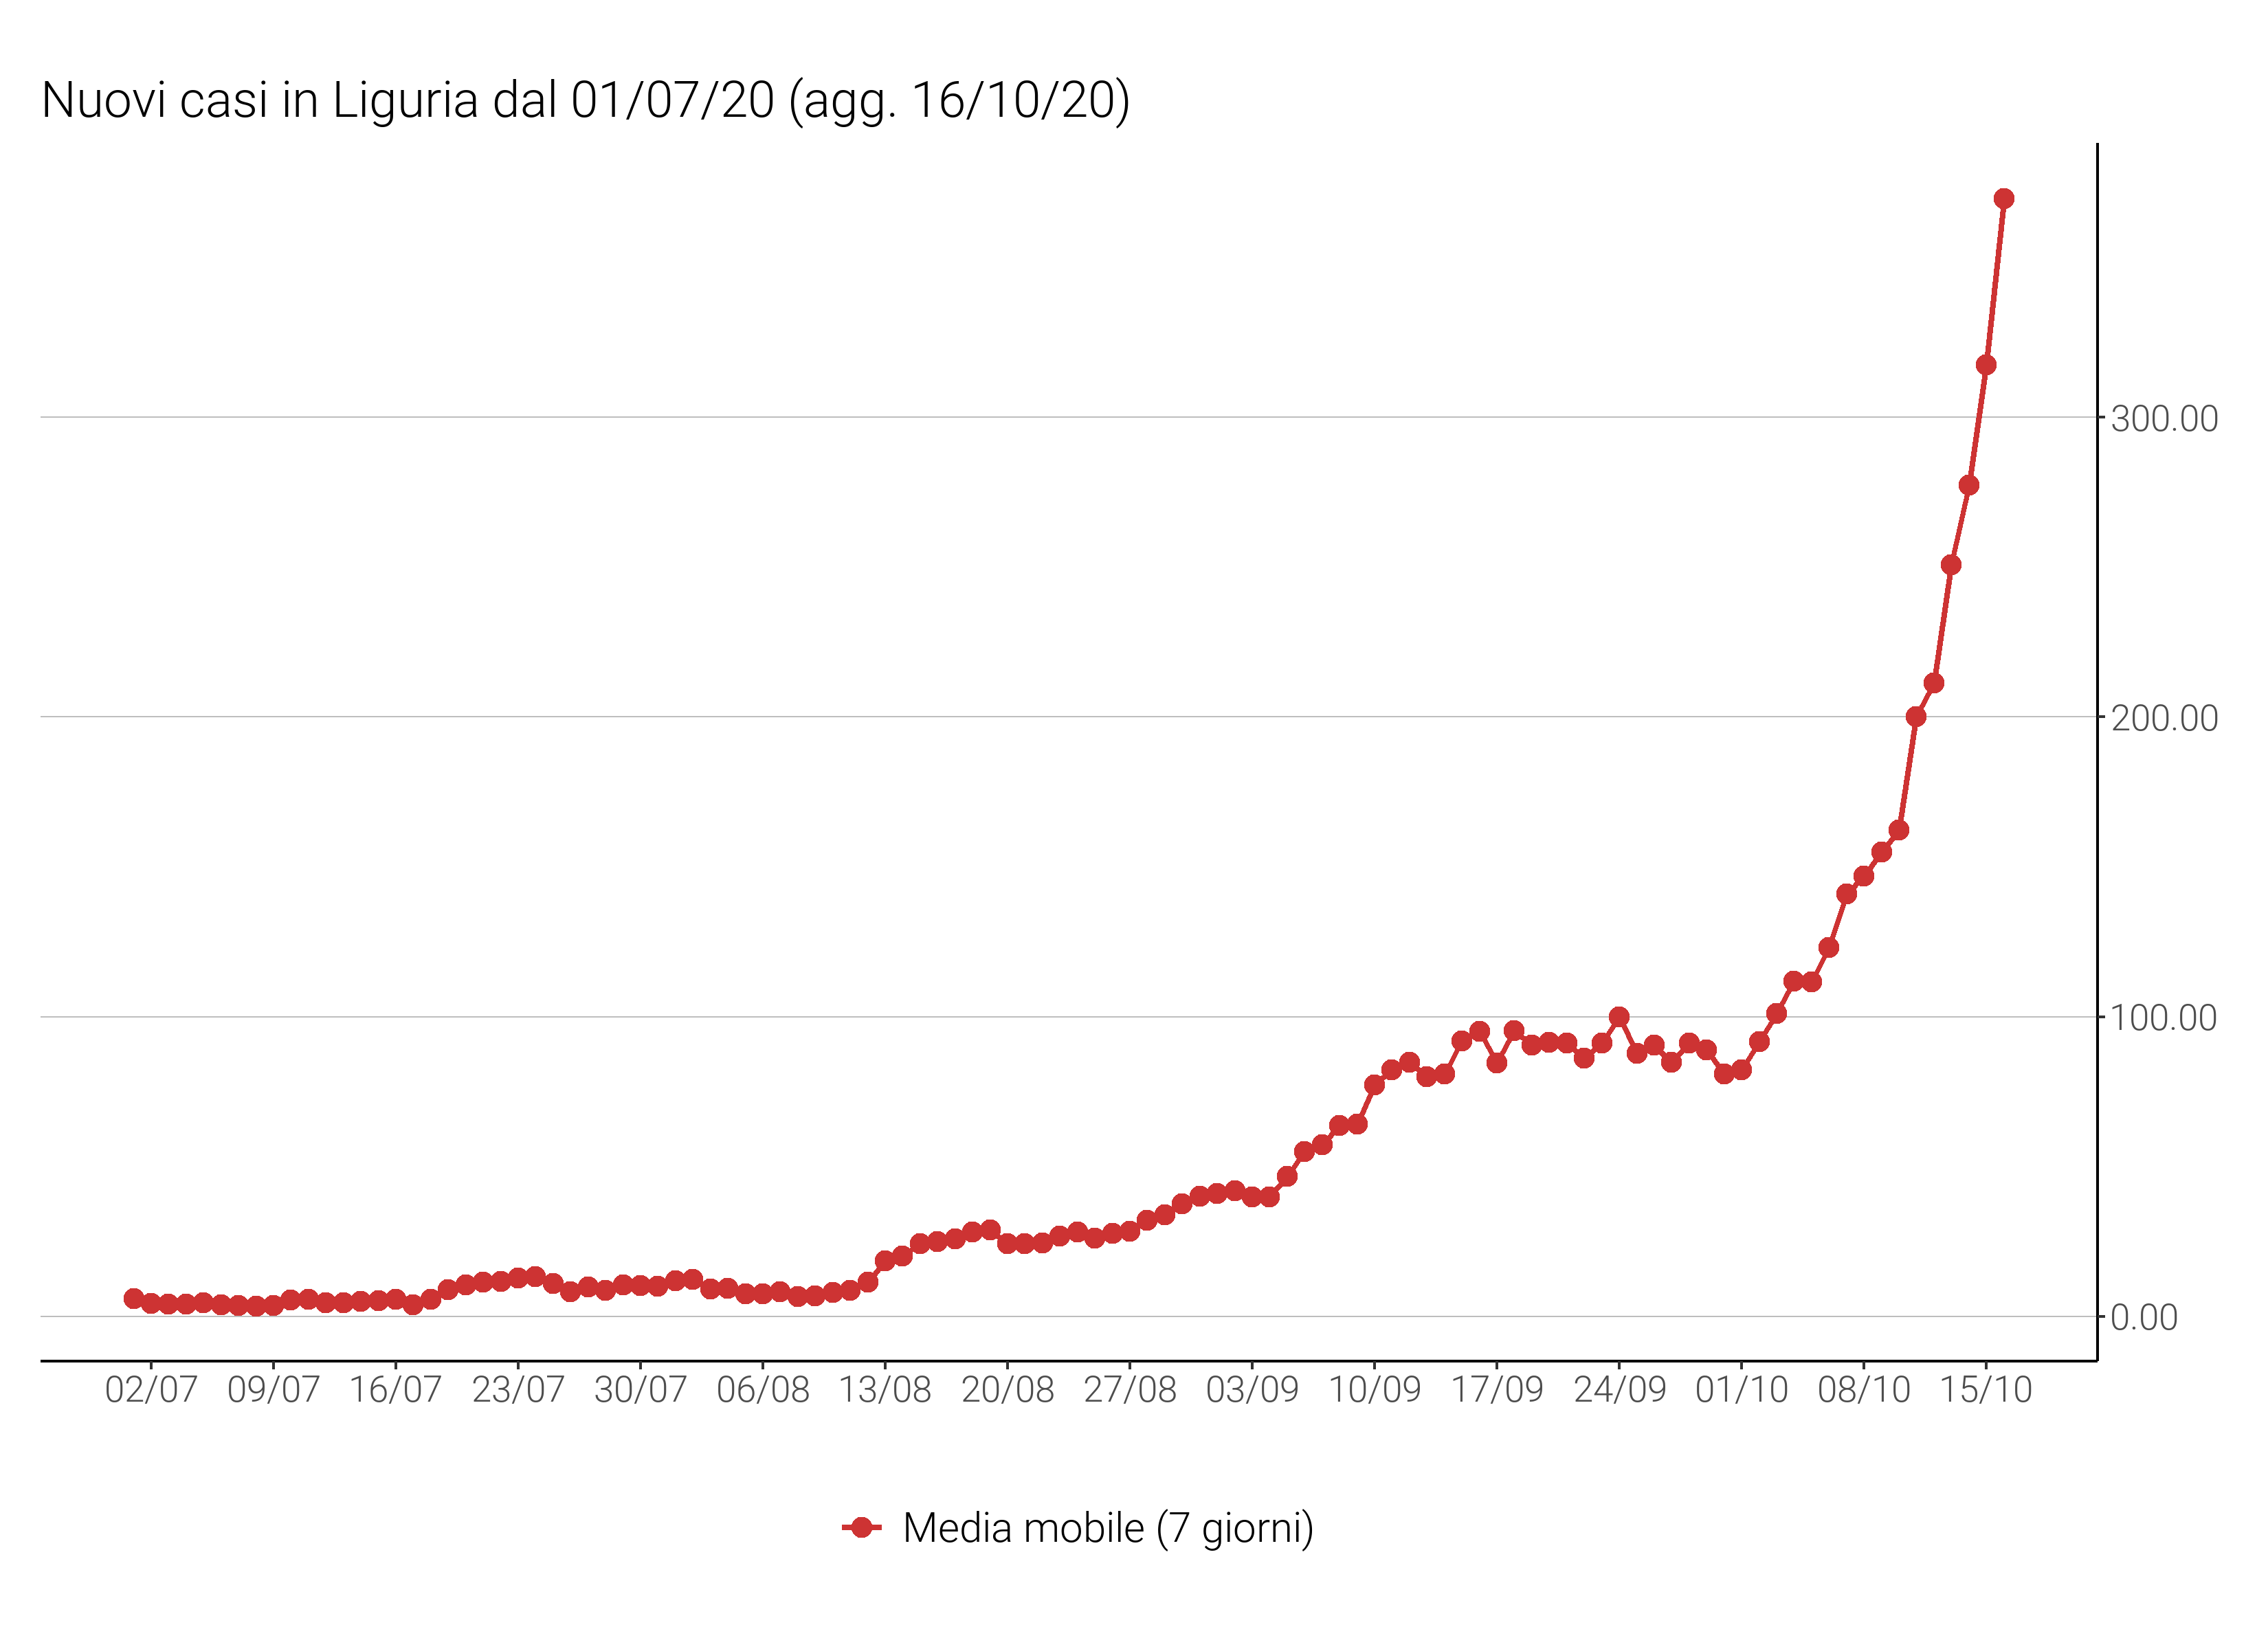 Nuovi casi in Liguria dal 01/07/20 (agg. 16/10/20)
300.00
200.00
100.00
0.00
02/07 09/07 16/07 23/07 30/07 06/08 13/08 20/08 27/08 03/09 10/09 17/09 24/09 01/10 08/10 15/10
Media mobile (7 giorni)